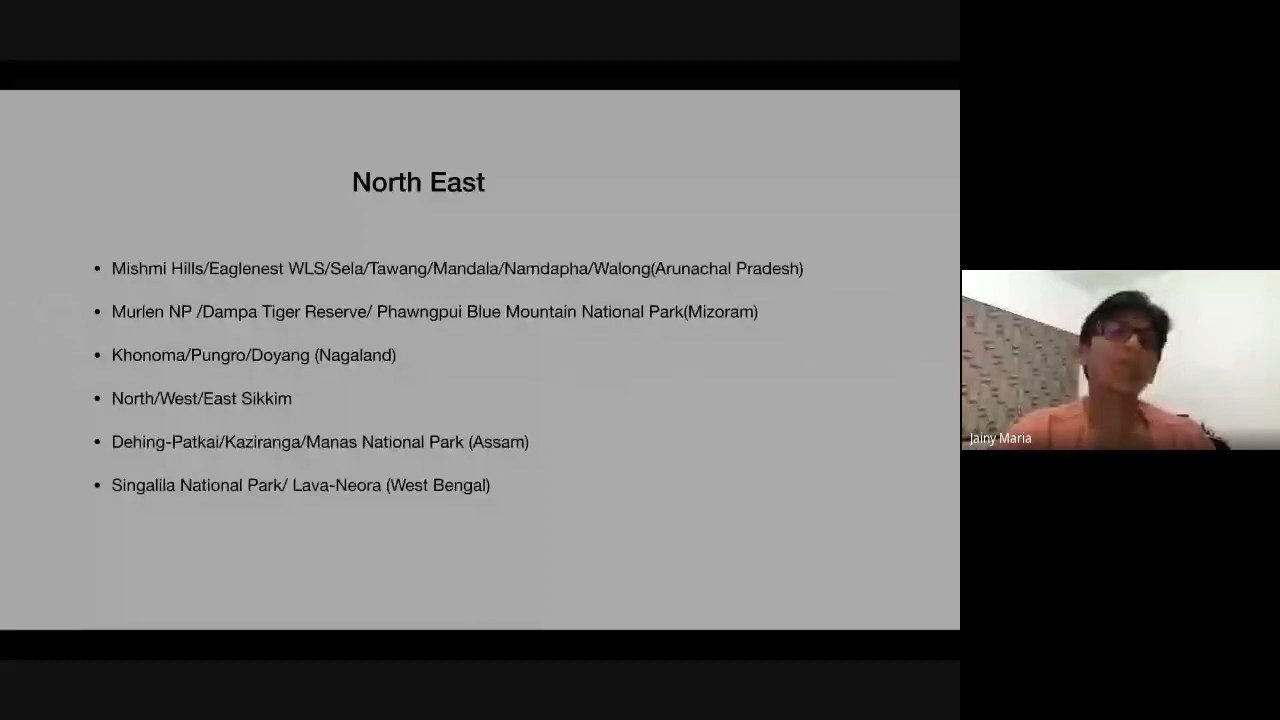 North East
• Mishmi Hills/Eaglenest WLS/Sela/Tawang/Mandala/Namdapha/Walong(Arunachal Pradesh)
• Murlen NP /Dampa Tiger Reserve/ Phawngpui Blue Mountain National Park(Mizoram)
• Khonoma/Pungro/Doyang (Nagaland)
• North/West/East Sikkim
• Dehing-Patkai/Kaziranga/Manas National Park (Assam)
• Singalila National Park/ Lava-Neora (West Bengal)
Jainy Maria